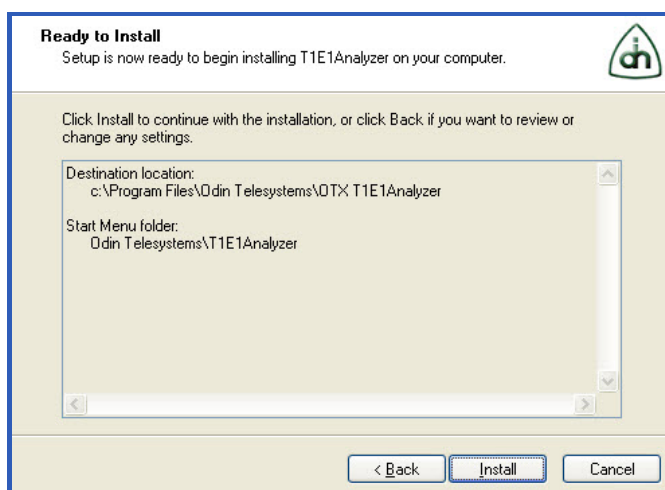 Ready to Install
Setup is now ready to begin installing T1E1Analyzer on your computer.
Click Install to continue with the installation, or click Back if you want to review or
change any settings.
Destination location:
c:\Program Files\Odin Telesystems\OTX T1E1Analyzer
Start Menu folder:
Odin Telesystems\T1E1Analyzer
< Back
Install
Cancel